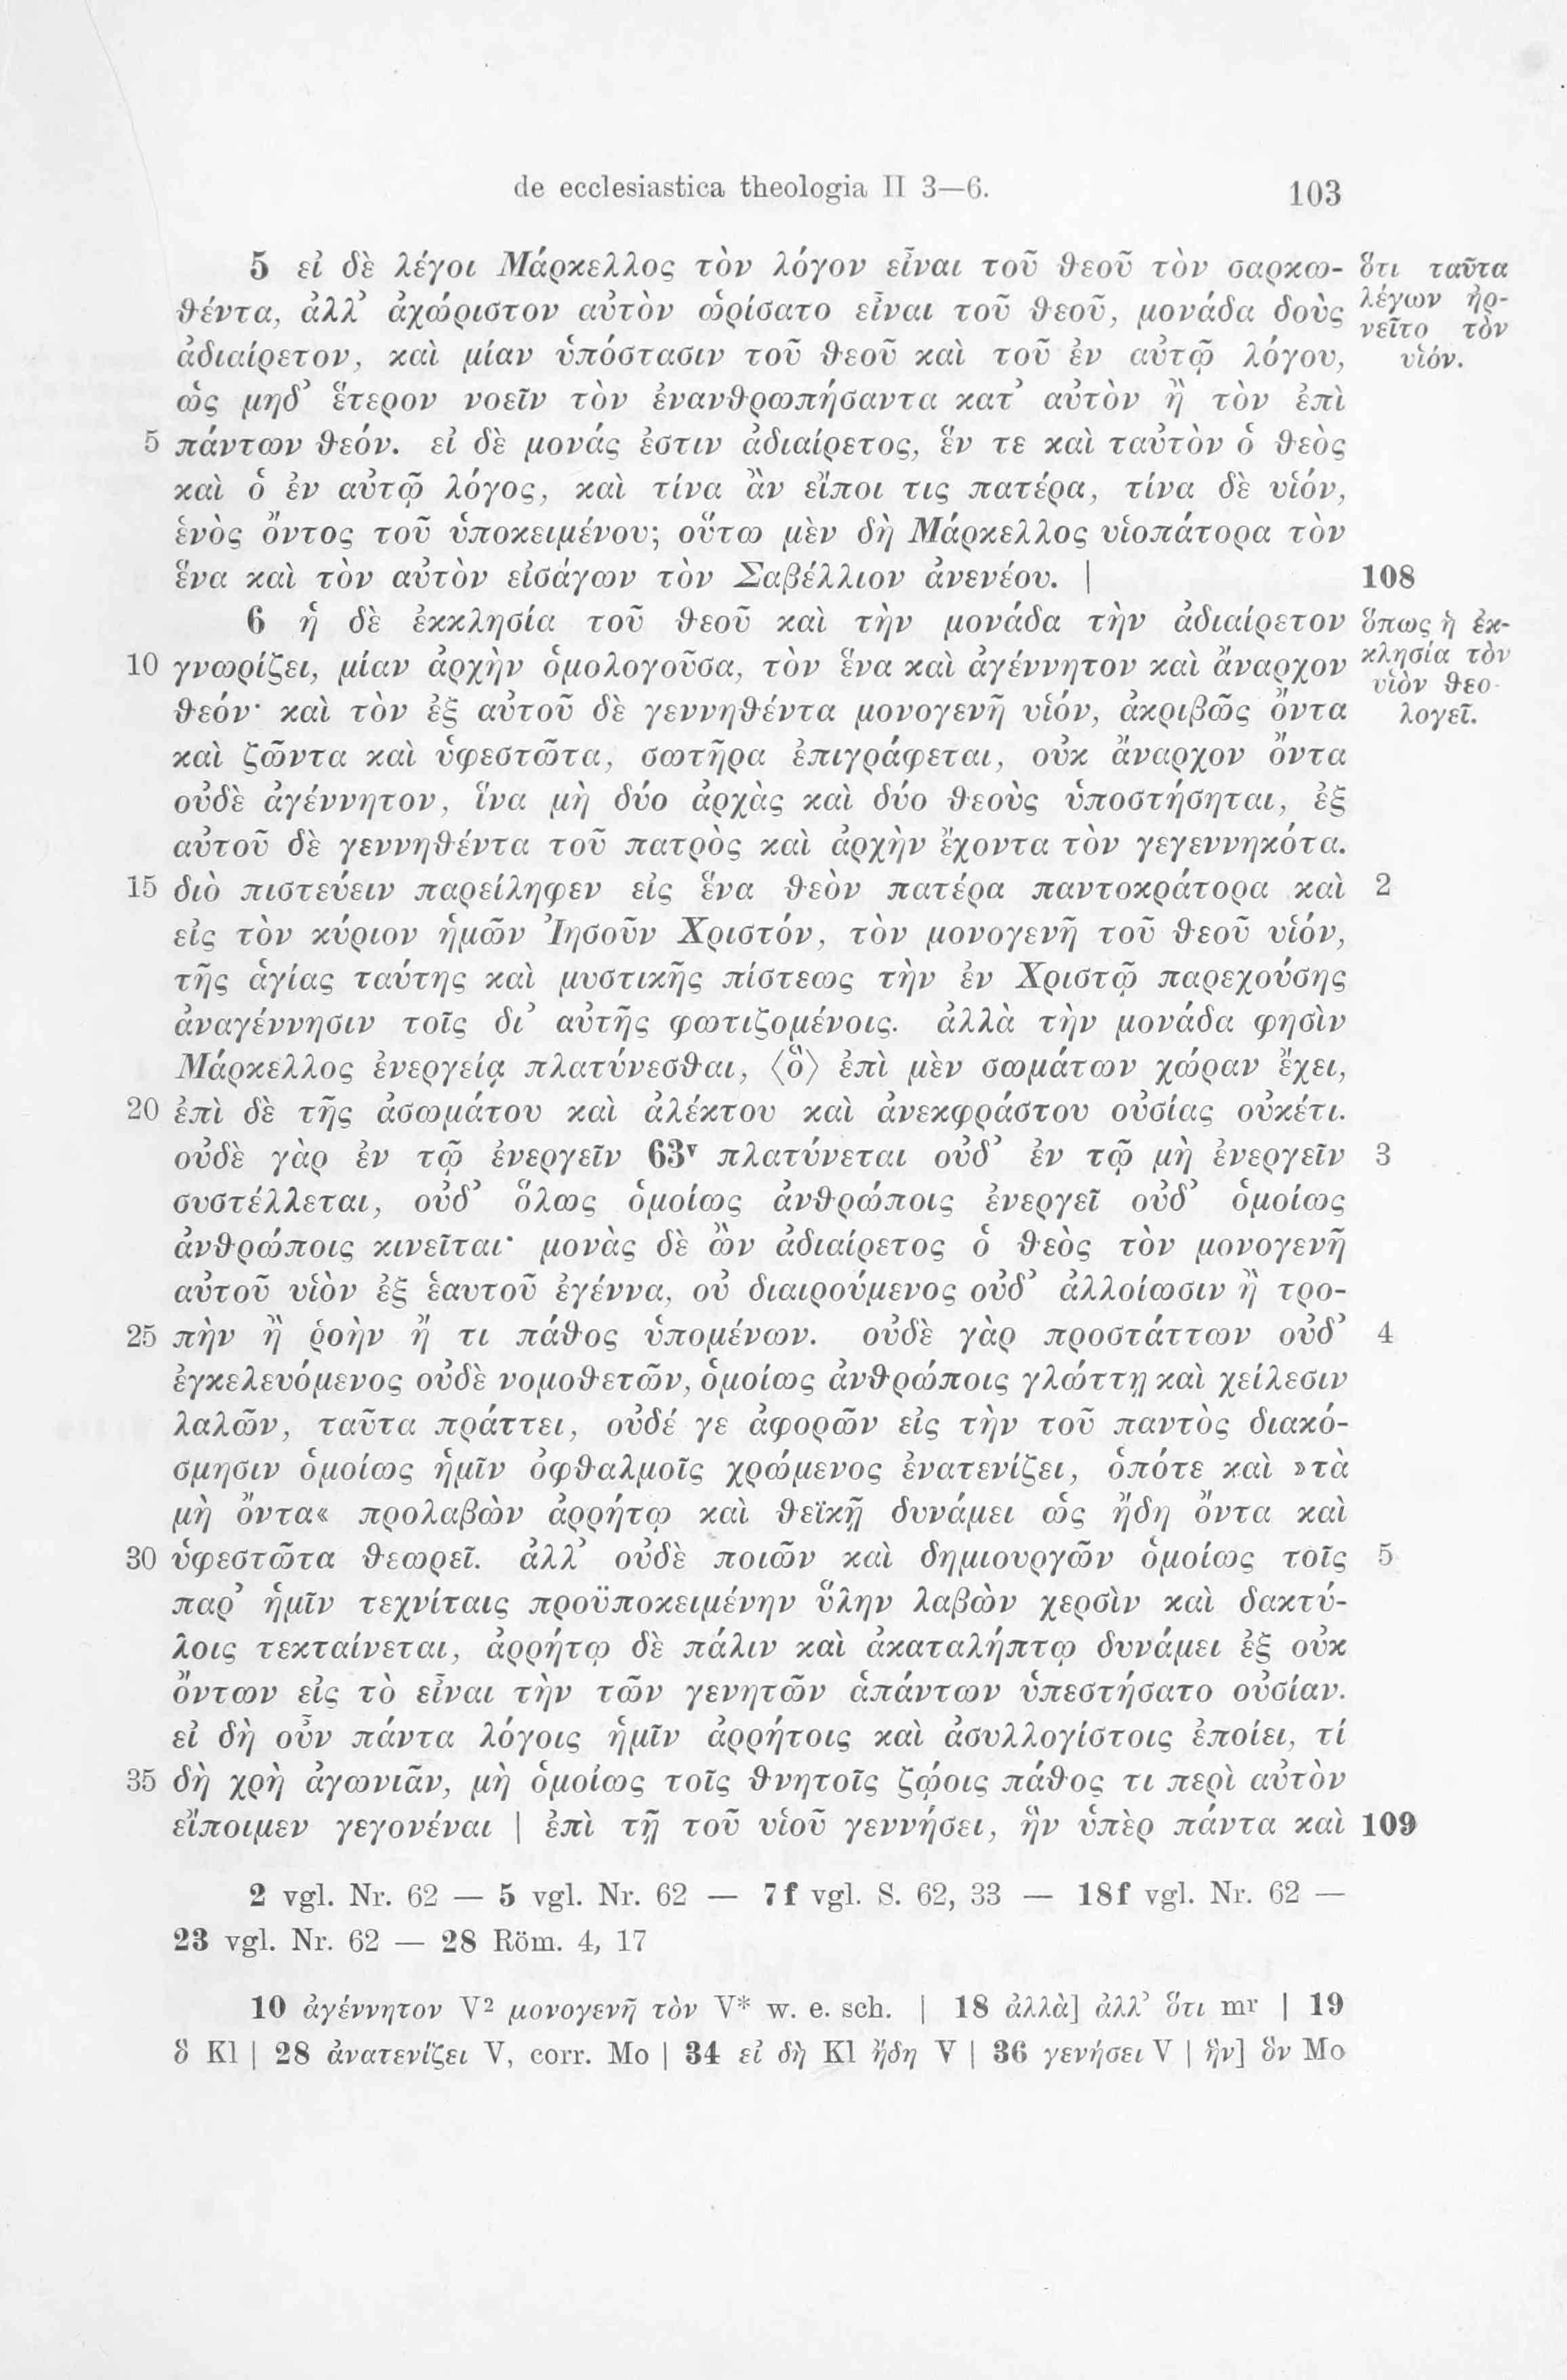 de ecclesiastica theologia II 3—6. 103
5 εἰ δὲ λέγοι Μάρκελλος τὸν λόγον εἶναι τοῦ θεοῦ τὸν σαρκω- ὅτι ταῦτα
θέντα, ἀλλ’ ἀχώριστον αὐτὸν ὡρίσατο εἶναι τοῦ θεοῦ, μονάδα δοὺς λέγων ἠρ-
νεῖτο τὸν
ἀδιαίρετον, καὶ μίαν ὑπόστασιν τοῦ θεοῦ καὶ τοῦ ἐν αὐτῷ λόγου, υἱόν.
ὡς μηδ’ ἕτερον νοεῖν τὸν ἐνανθρωπήσαντα κατ’ αὐτὸν ἢ τὸν ἐπὶ
5 πάντων θεόν. εἰ δὲ μονάς ἐστιν ἀδιαίρετος, ἕν τε καὶ ταὐτὸν ὁ θεὸς
καὶ ὁ ἐν αὐτῷ λόγος, καὶ τίνα ἂν εἴποι τις πατέρα, τίνα δὲ υἱόν,
ἑνὸς ὄντος τοῦ ὑποκειμένου; οὕτω μὲν δὴ Μάρκελλος υἱοπάτορα τὸν
ἕνα καὶ τὸν αὐτὸν εἰσάγων τὸν Σαβέλλιον ἀνενέου. | 108
6 ἡ δὲ ἐκκλησία τοῦ θεοῦ καὶ τὴν μονάδα τὴν ἀδιαίρετον ὅπως ἡ ἐκ-
10 γνωρίζει, μίαν ἀρχὴν ὁμολογοῦσα, τὸν ἕνα καὶ ἀγέννητον καὶ ἄναρχον κλησία τὸν
υἱὸν θεο-
θεόν· καὶ τὸν ἐξ αὐτοῦ δὲ γεννηθέντα μονογενῆ υἱόν, ἀκριβῶς ὄντα λογεῖ.
καὶ ζῶντα καὶ ὑφεστῶτα, σωτῆρα ἐπιγράφεται, οὐκ ἄναρχον ὄντα
οὐδὲ ἀγέννητον, ἵνα μὴ δύο ἀρχὰς καὶ δύο θεοὺς ὑποστήσηται, ἐξ
αὐτοῦ δὲ γεννηθέντα τοῦ πατρὸς καὶ ἀρχὴν ἔχοντα τὸν γεγεννηκότα.
15 διὸ πιστεύειν παρείληφεν εἰς ἕνα θεὸν πατέρα παντοκράτορα καὶ 2
εἰς τὸν κύριον ἡμῶν Ἰησοῦν Χριστόν, τὸν μονογενῆ τοῦ θεοῦ υἱόν,
τῆς ἁγίας ταύτης καὶ μυστικῆς πίστεως τὴν ἐν Χριστῷ παρεχούσης
ἀναγέννησιν τοῖς δι’ αὐτῆς φωτιζομένοις. ἀλλὰ τὴν μονάδα φησὶν
Μάρκελλος ἐνεργείᾳ πλατύνεσθαι, ⟨ὃ⟩ ἐπὶ μὲν σωμάτων χώραν ἔχει,
20 ἐπὶ δὲ τῆς ἀσωμάτου καὶ ἀλέκτου καὶ ἀνεκφράστου οὐσίας οὐκέτι.
οὐδὲ γὰρ ἐν τῷ ἐνεργεῖν 63ᵛ πλατύνεται οὐδ’ ἐν τῷ μὴ ἐνεργεῖν 3
συστέλλεται, οὐδ’ ὅλως ὁμοίως ἀνθρώποις ἐνεργεῖ οὐδ’ ὁμοίως
ἀνθρώποις κινεῖται· μονὰς δὲ ὢν ἀδιαίρετος ὁ θεὸς τὸν μονογενῆ
αὐτοῦ υἱὸν ἐξ ἑαυτοῦ ἐγέννα, οὐ διαιρούμενος οὐδ’ ἀλλοίωσιν ἢ τρο-
25 πὴν ἢ ῥοὴν ἤ τι πάθος ὑπομένων. οὐδὲ γὰρ προστάττων οὐδ’ 4
ἐγκελευόμενος οὐδὲ νομοθετῶν, ὁμοίως ἀνθρώποις γλώττῃ καὶ χείλεσιν
λαλῶν, ταῦτα πράττει, οὐδέ γε ἀφορῶν εἰς τὴν τοῦ παντὸς διακό-
σμησιν ὁμοίως ἡμῖν ὀφθαλμοῖς χρώμενος ἐνατενίζει, ὁπότε καὶ »τὰ
μὴ ὄντα« προλαβὼν ἀρρήτῳ καὶ θεϊκῇ δυνάμει ὡς ἤδη ὄντα καὶ
30 ὑφεστῶτα θεωρεῖ. ἀλλ’ οὐδὲ ποιῶν καὶ δημιουργῶν ὁμοίως τοῖς 5
παρ’ ἡμῖν τεχνίταις προϋποκειμένην ὕλην λαβὼν χερσὶν καὶ δακτύ-
λοις τεκταίνεται, ἀρρήτῳ δὲ πάλιν καὶ ἀκαταλήπτῳ δυνάμει ἐξ οὐκ
ὄντων εἰς τὸ εἶναι τὴν τῶν γενητῶν ἁπάντων ὑπεστήσατο οὐσίαν.
εἰ δὴ οὖν πάντα λόγοις ἡμῖν ἀρρήτοις καὶ ἀσυλλογίστοις ἐποίει, τί
35 δὴ χρὴ ἀγωνιᾶν, μὴ ὁμοίως τοῖς θνητοῖς ζῴοις πάθος τι περὶ αὐτὸν
εἴποιμεν γεγονέναι | ἐπὶ τῇ τοῦ υἱοῦ γεννήσει, ἣν ὑπὲρ πάντα καὶ 109
2 vgl. Nr. 62 — 5 vgl. Nr. 62 — 7f vgl. S. 62, 33 — 18f vgl. Nr. 62 —
23 vgl. Nr. 62 — 28 Röm. 4, 17
10 ἀγέννητον V² μονογενῆ τὸν V* w. e. sch. | 18 ἀλλὰ] ἀλλ’ ὅτι mr | 19
ὃ Kl | 28 ἀνατενίζει V, corr. Mo | 34 εἰ δὴ Kl ἤδη V | 36 γενήσει V | ἣν] ὃν Mo